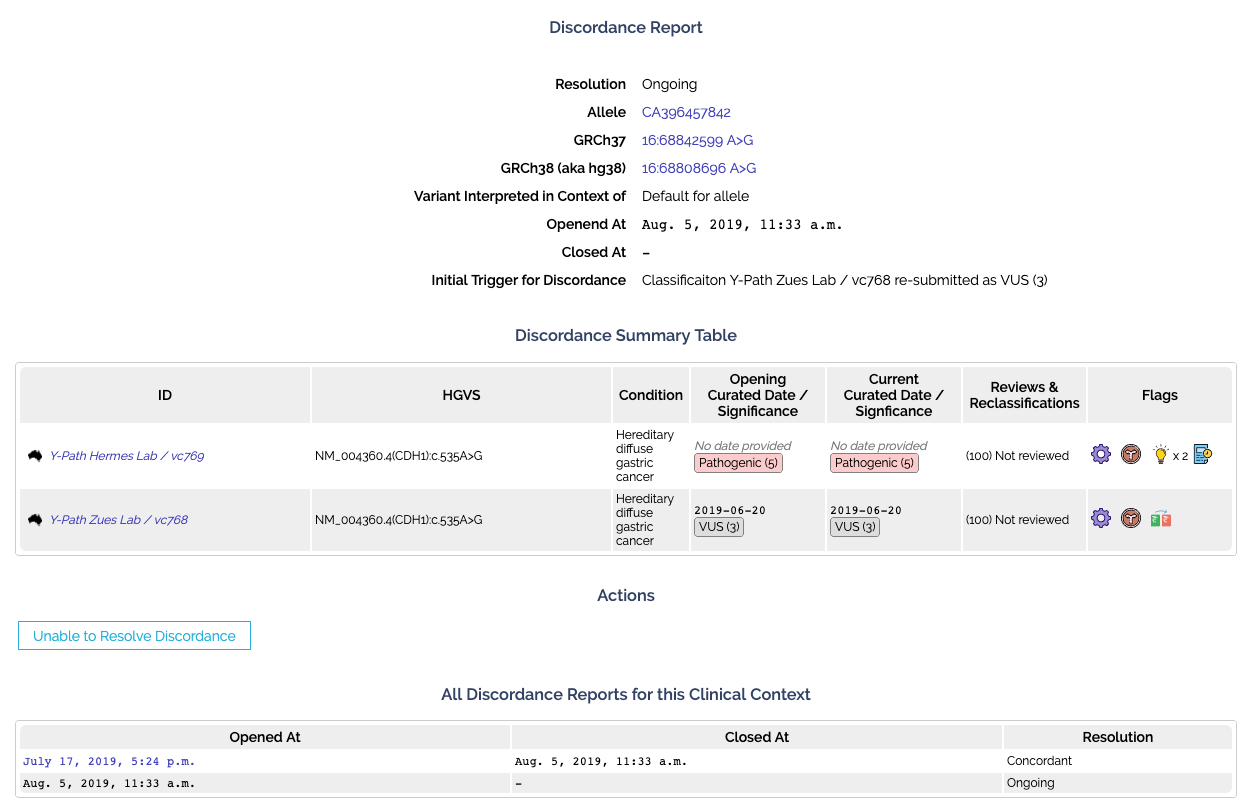 Discordance Report
Resolution Ongoing
Allele CA396457842
GRCh37 16:68842599 A>G
GRCh38 (aka hg38) 16:68808696 A>G
Variant Interpreted in Context of Default for allele
Openend At Aug. 5, 2019, 11:33 a.m.
Closed At –
Initial Trigger for Discordance Classificaiton Y-Path Zues Lab / vc768 re-submitted as VUS (3)
Discordance Summary Table
ID HGVS Condition Opening Curated Date / Significance Current Curated Date / Signficance Reviews & Reclassifications Flags
Y-Path Hermes Lab / vc769 NM_004360.4(CDH1):c.535A>G Hereditary diffuse gastric cancer No date provided Pathogenic (5) No date provided Pathogenic (5) (100) Not reviewed x 2
Y-Path Zues Lab / vc768 NM_004360.4(CDH1):c.535A>G Hereditary diffuse gastric cancer 2019-06-20 VUS (3) 2019-06-20 VUS (3) (100) Not reviewed
Actions
Unable to Resolve Discordance
All Discordance Reports for this Clinical Context
Opened At Closed At Resolution
July 17, 2019, 5:24 p.m. Aug. 5, 2019, 11:33 a.m. Concordant
Aug. 5, 2019, 11:33 a.m. – Ongoing